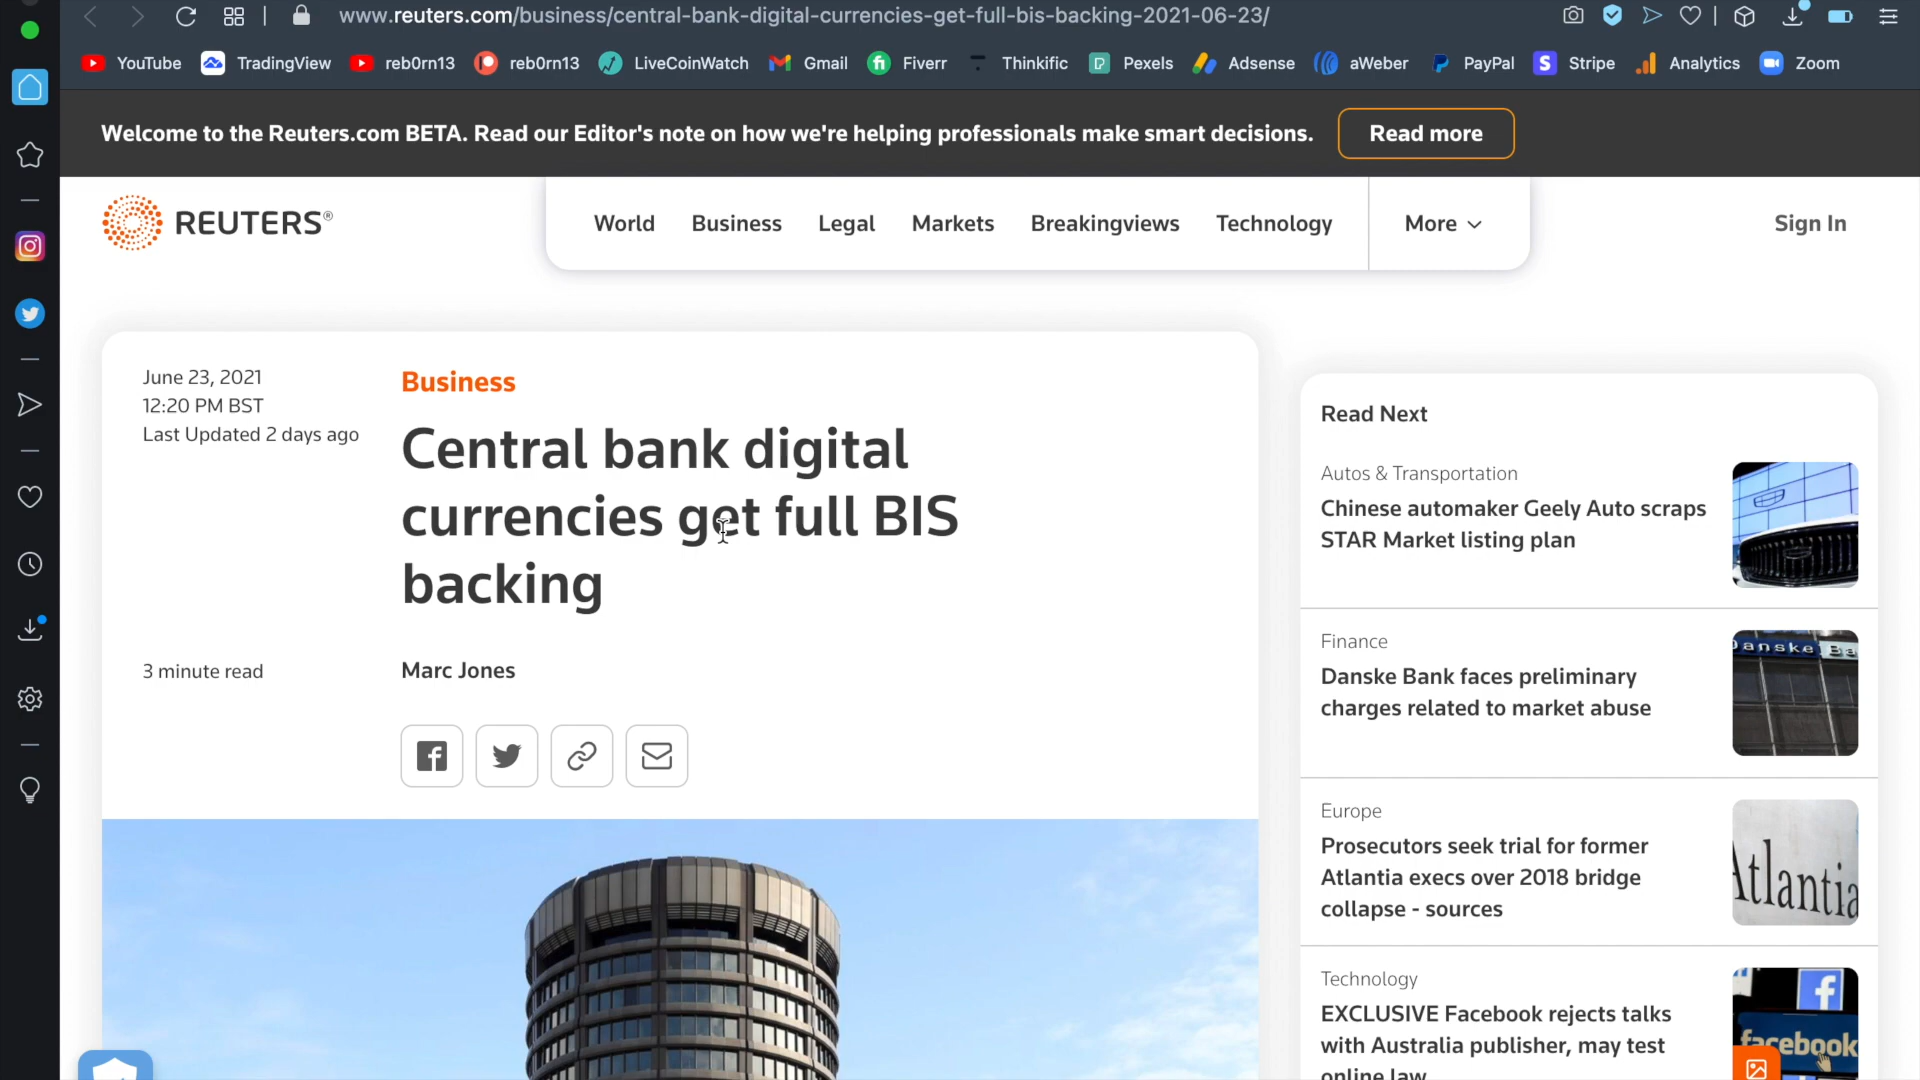 www.reuters.com/business/central-bank-digital-currencies-get-full-bis-backing-2021-06-23/
YouTube TradingView reb0rn13 reb0rn13 LiveCoinWatch Gmail Fiverr Thinkific Pexels Adsense aWeber PayPal Stripe Analytics Zoom
Welcome to the Reuters.com BETA. Read our Editor's note on how we're helping professionals make smart decisions. Read more
REUTERS®
World Business Legal Markets Breakingviews Technology More
Sign In
June 23, 2021
12:20 PM BST
Last Updated 2 days ago
Business
Central bank digital
currencies get full BIS
backing
3 minute read
Marc Jones
Read Next
Autos & Transportation
Chinese automaker Geely Auto scraps
STAR Market listing plan
Finance
Danske Bank faces preliminary
charges related to market abuse
Danske Ba
Europe
Prosecutors seek trial for former
Atlantia execs over 2018 bridge
collapse - sources
Atlantia
Technology
EXCLUSIVE Facebook rejects talks
with Australia publisher, may test
online law
facebook